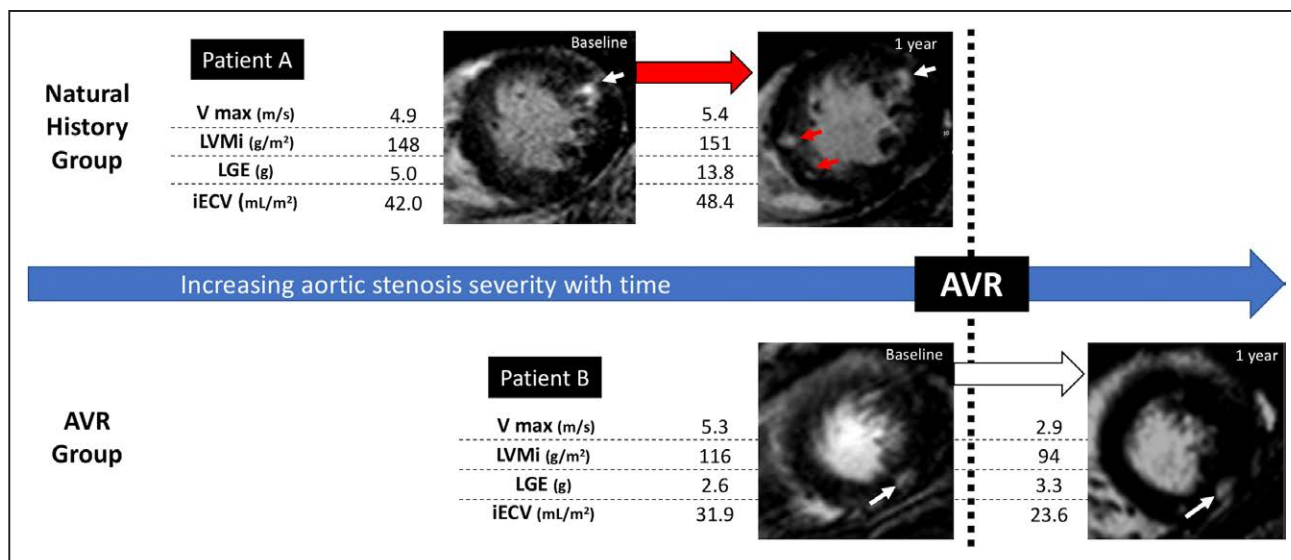 Natural
History
Group
Patient A
Baseline
1 year
V max (m/s) 4.9 5.4
LVMi (g/m²) 148 151
LGE (g) 5.0 13.8
iECV (mL/m²) 42.0 48.4
Increasing aortic stenosis severity with time
AVR
AVR
Group
Patient B
Baseline
1 year
V max (m/s) 5.3 2.9
LVMi (g/m²) 116 94
LGE (g) 2.6 3.3
iECV (mL/m²) 31.9 23.6